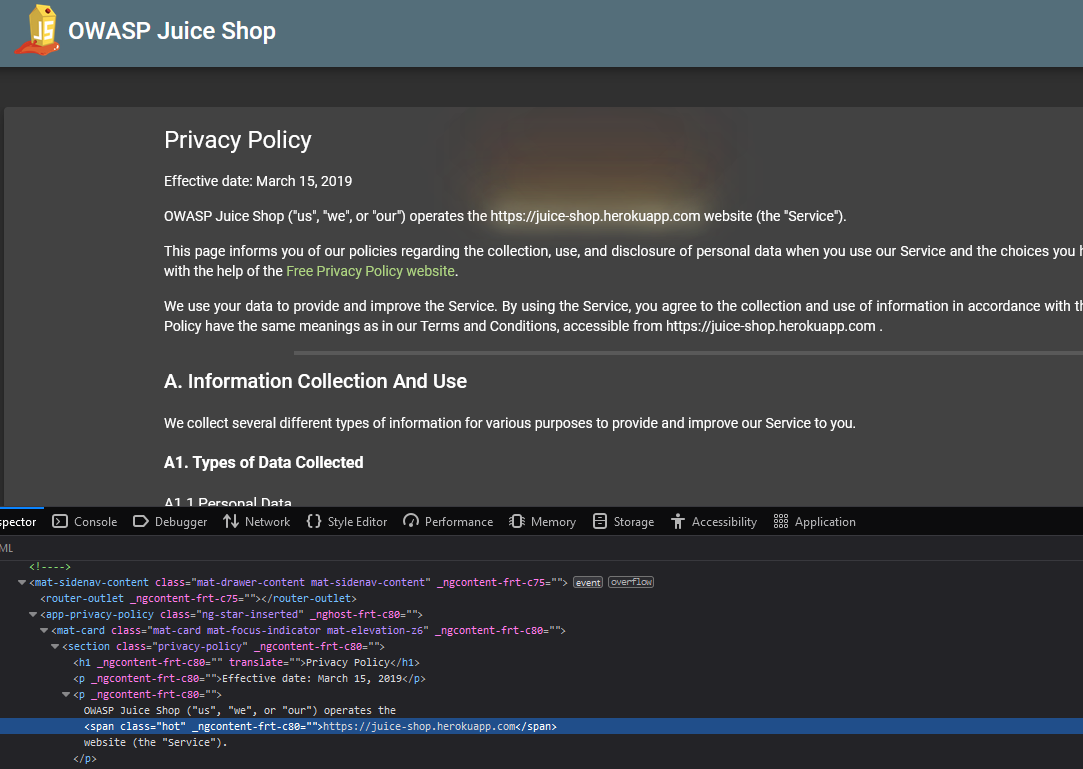 JS OWASP Juice Shop
Privacy Policy
Effective date: March 15, 2019
OWASP Juice Shop ("us", "we", or "our") operates the https://juice-shop.herokuapp.com website (the "Service").
This page informs you of our policies regarding the collection, use, and disclosure of personal data when you use our Service and the choices you
with the help of the Free Privacy Policy website.
We use your data to provide and improve the Service. By using the Service, you agree to the collection and use of information in accordance with
Policy have the same meanings as in our Terms and Conditions, accessible from https://juice-shop.herokuapp.com .
A. Information Collection And Use
We collect several different types of information for various purposes to provide and improve our Service to you.
A1. Types of Data Collected
A1.1 Personal Data
spector Console Debugger Network {} Style Editor Performance Memory Storage Accessibility Application
ML
<!---->
<mat-sidenav-content class="mat-drawer-content mat-sidenav-content" _ngcontent-frt-c75=""> event overflow
<router-outlet _ngcontent-frt-c75=""></router-outlet>
<app-privacy-policy class="ng-star-inserted" _nghost-frt-c80="">
<mat-card class="mat-card mat-focus-indicator mat-elevation-z6" _ngcontent-frt-c80="">
<section class="privacy-policy" _ngcontent-frt-c80="">
<h1 _ngcontent-frt-c80="" translate="">Privacy Policy</h1>
<p _ngcontent-frt-c80="">Effective date: March 15, 2019</p>
<p _ngcontent-frt-c80="">
OWASP Juice Shop ("us", "we", or "our") operates the
<span class="hot" _ngcontent-frt-c80="">https://juice-shop.herokuapp.com</span>
website (the "Service").
</p>